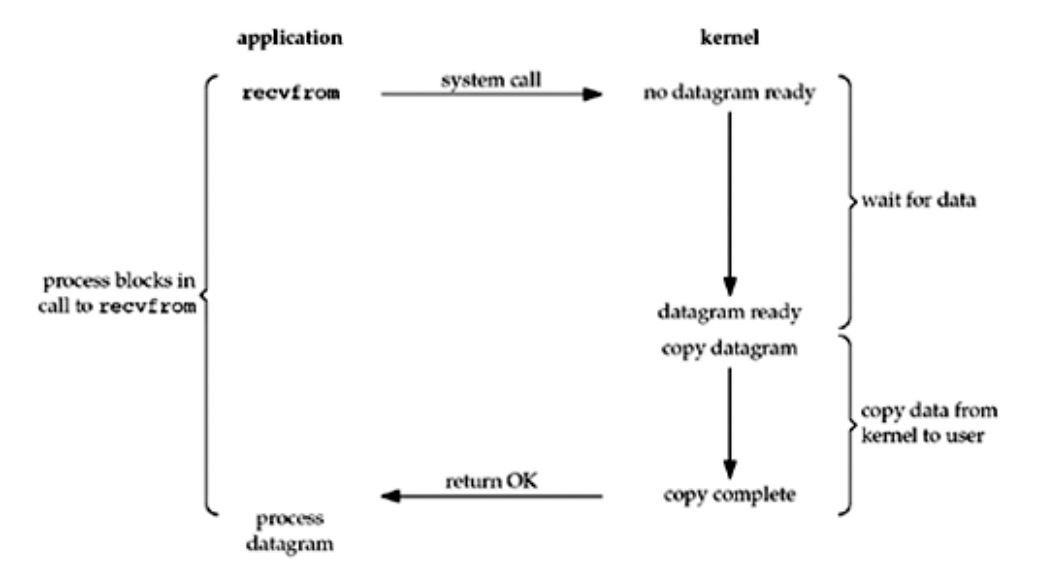 application
kernel
recvfrom
system call
no datagram ready
wait for data
process blocks in
call to recvfrom
datagram ready
copy datagram
copy data from
kernel to user
return OK
copy complete
process
datagram